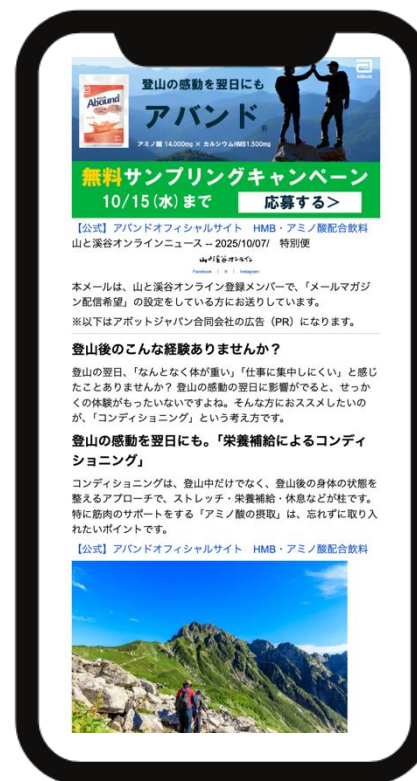 Abbott
登山の感動を翌日にも
Abound
アバンド®
アミノ酸 14,000mg × カルシウムHMB1,500mg
無料サンプリングキャンペーン
10/15(水)まで 応募する>
【公式】アバンドオフィシャルサイト HMB・アミノ酸配合飲料
山と溪谷オンラインニュース -- 2025/10/07/ 特別便
山と溪谷オンライン
Facebook | X | Instagram
本メールは、山と溪谷オンライン登録メンバーで、「メールマガジ
ン配信希望」の設定をしている方にお送りしています。
※以下はアボットジャパン合同会社の広告（PR）になります。
登山後のこんな経験ありませんか？
登山の翌日、「なんとなく体が重い」「仕事に集中しにくい」と感じ
たことありませんか？ 登山の感動の翌日に影響がでると、せっか
くの体験がもったいないですよね。そんな方におススメしたいの
が、「コンディショニング」という考え方です。
登山の感動を翌日にも。「栄養補給によるコンディ
ショニング」
コンディショニングは、登山中だけでなく、登山後の身体の状態を
整えるアプローチで、ストレッチ・栄養補給・休息などが柱です。
特に筋肉のサポートをする「アミノ酸の摂取」は、忘れずに取り入
れたいポイントです。
【公式】アバンドオフィシャルサイト HMB・アミノ酸配合飲料